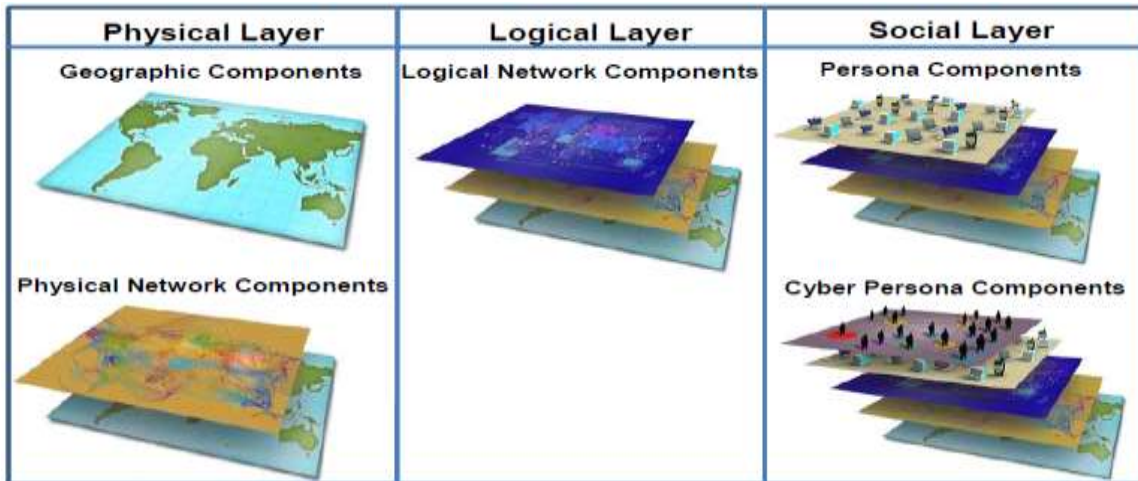 Physical Layer
Geographic Components
Physical Network Components
Logical Layer
Logical Network Components
Social Layer
Persona Components
Cyber Persona Components